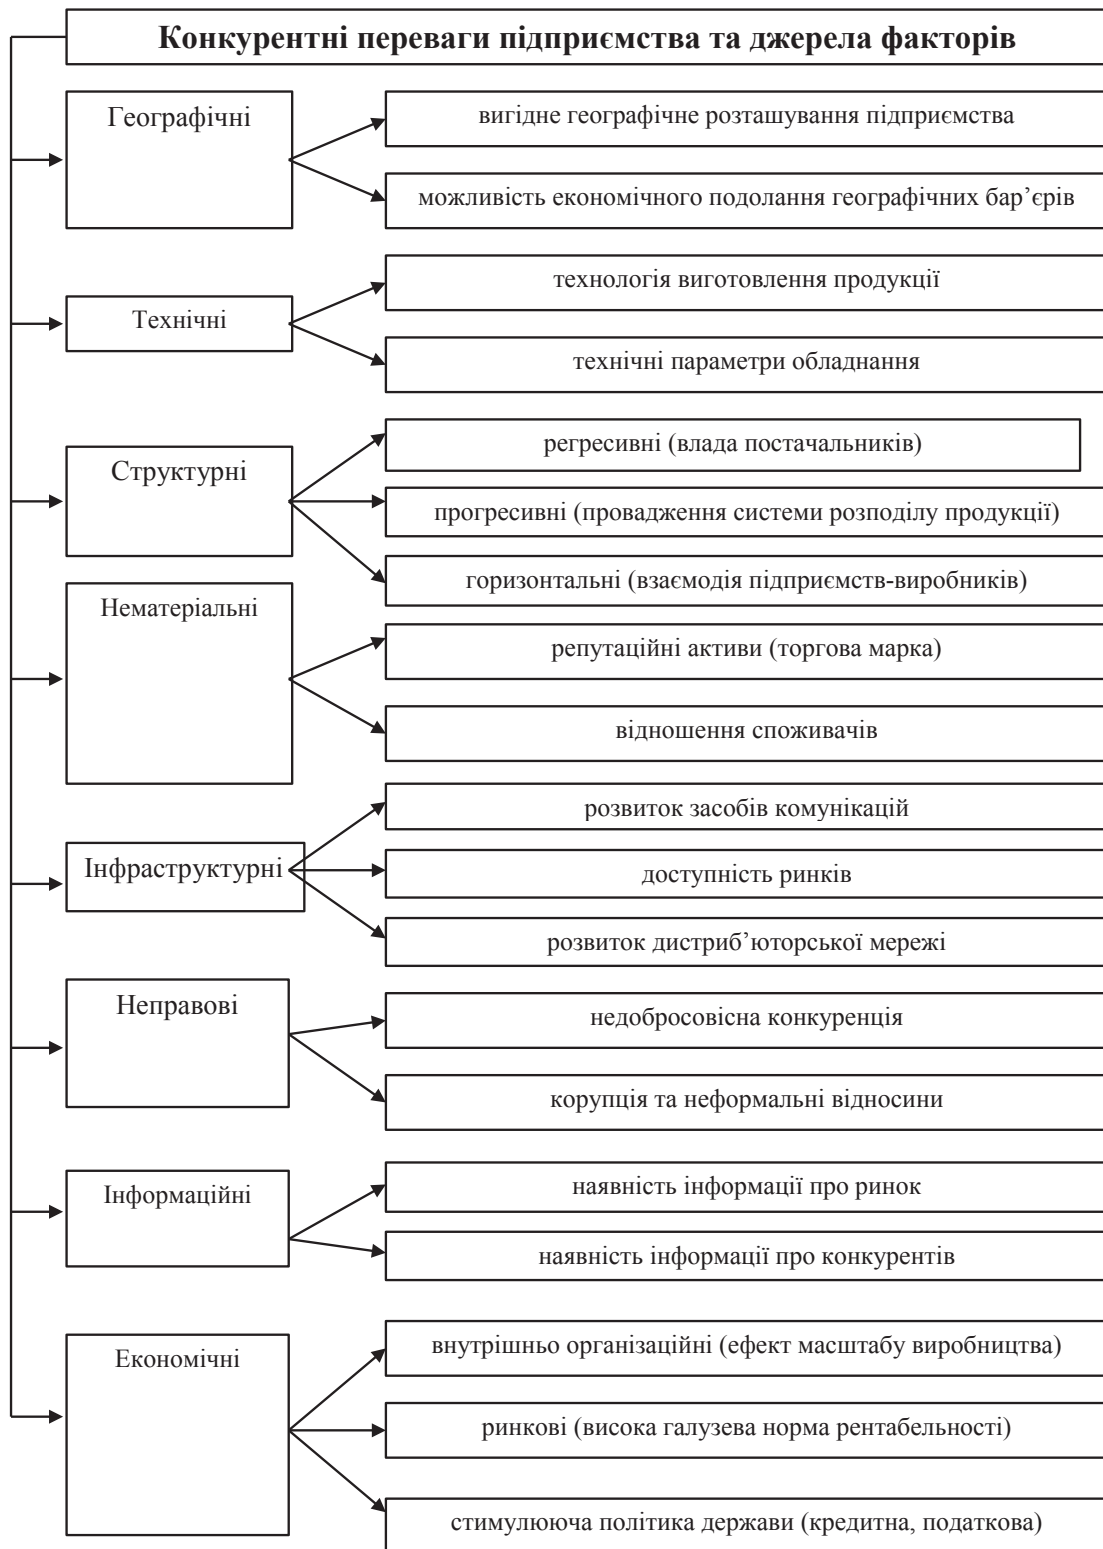 Конкурентні переваги підприємства та джерела факторів
Географічні
вигідне географічне розташування підприємства
можливість економічного подолання географічних бар’єрів
Технічні
технологія виготовлення продукції
технічні параметри обладнання
Структурні
регресивні (влада постачальників)
прогресивні (провадження системи розподілу продукції)
горизонтальні (взаємодія підприємств-виробників)
Нематеріальні
репутаційні активи (торгова марка)
відношення споживачів
Інфраструктурні
розвиток засобів комунікацій
доступність ринків
розвиток дистриб’юторської мережі
Неправові
недобросовісна конкуренція
корупція та неформальні відносини
Інформаційні
наявність інформації про ринок
наявність інформації про конкурентів
Економічні
внутрішньо організаційні (ефект масштабу виробництва)
ринкові (висока галузева норма рентабельності)
стимулююча політика держави (кредитна, податкова)